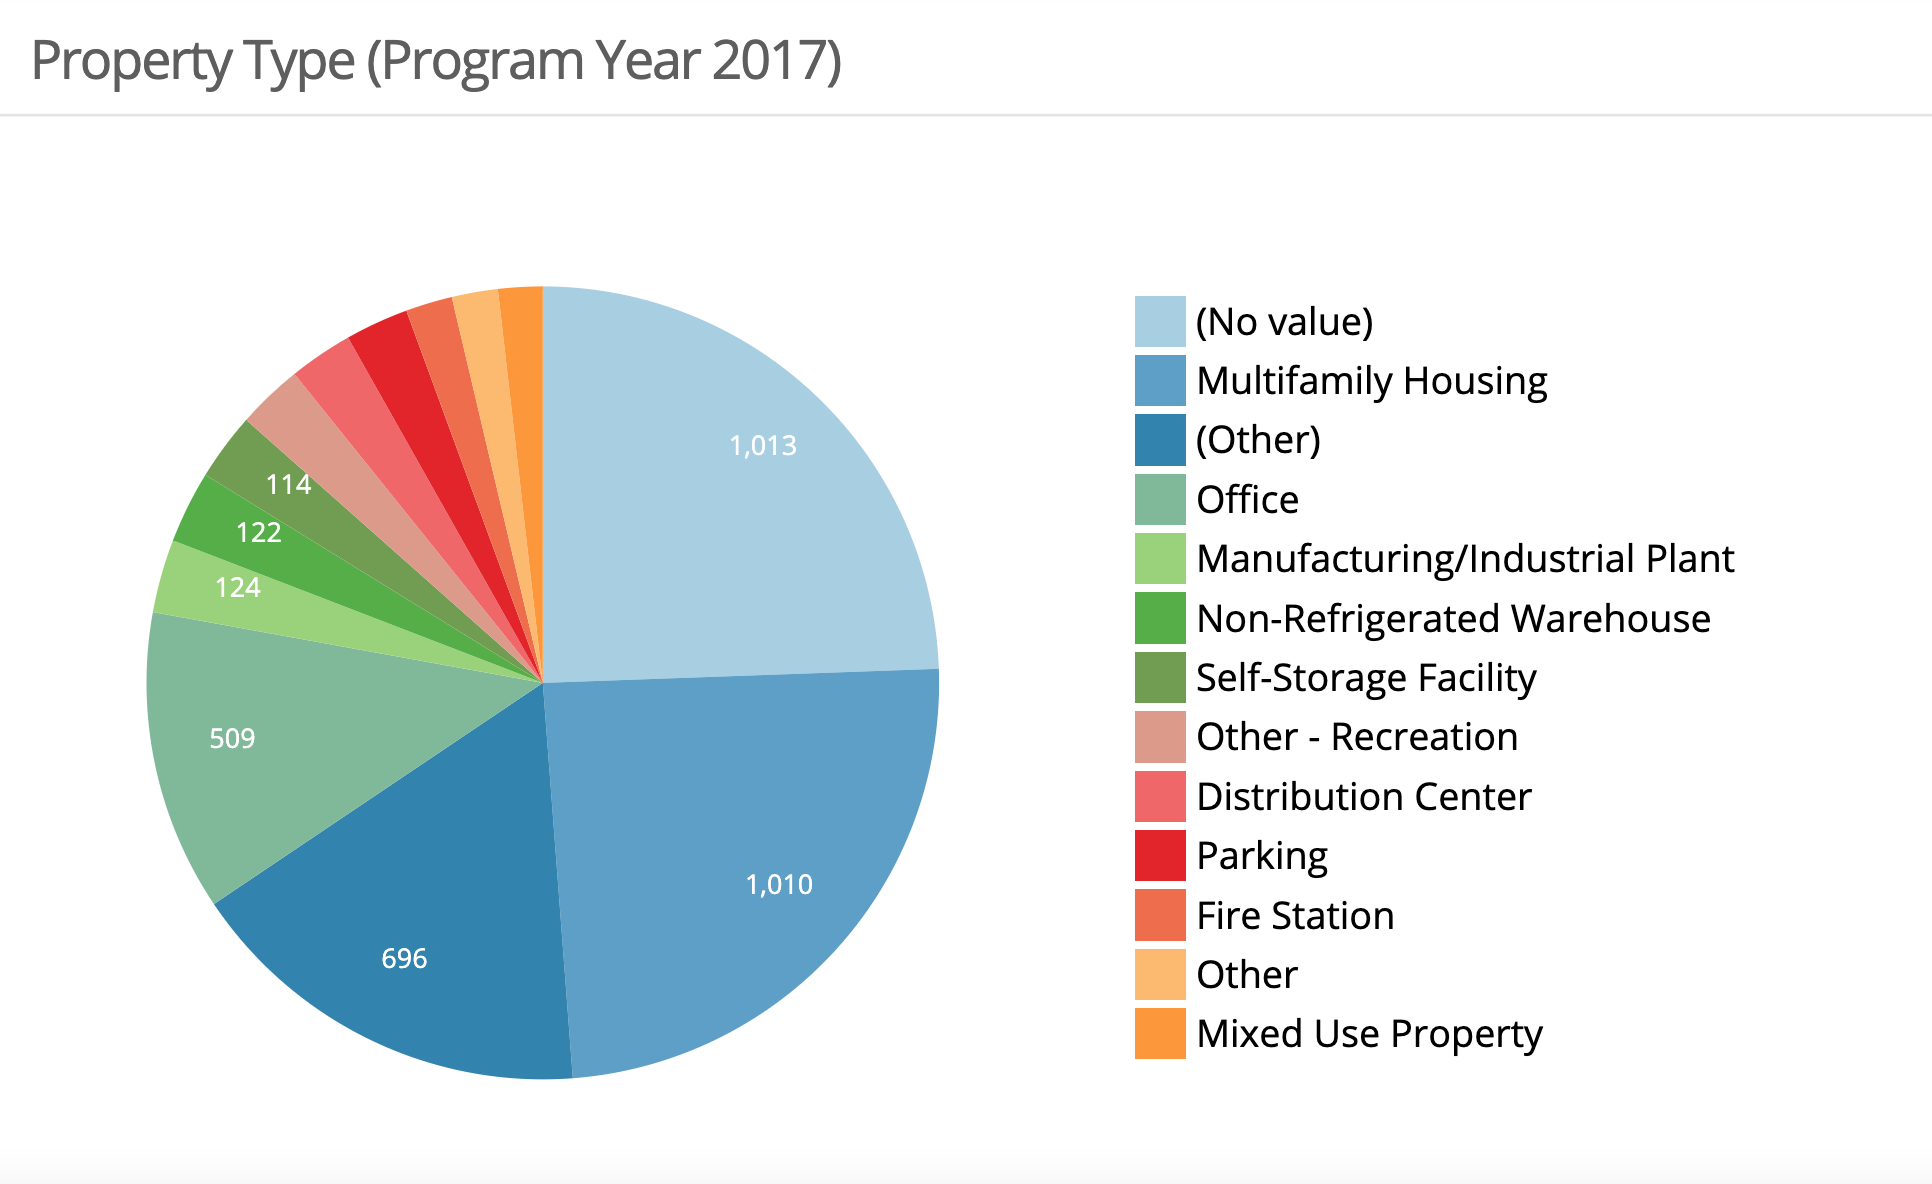 Property Type (Program Year 2017)
1,013
114
122
124
509
696
1,010
(No value)
Multifamily Housing
(Other)
Office
Manufacturing/Industrial Plant
Non-Refrigerated Warehouse
Self-Storage Facility
Other - Recreation
Distribution Center
Parking
Fire Station
Other
Mixed Use Property